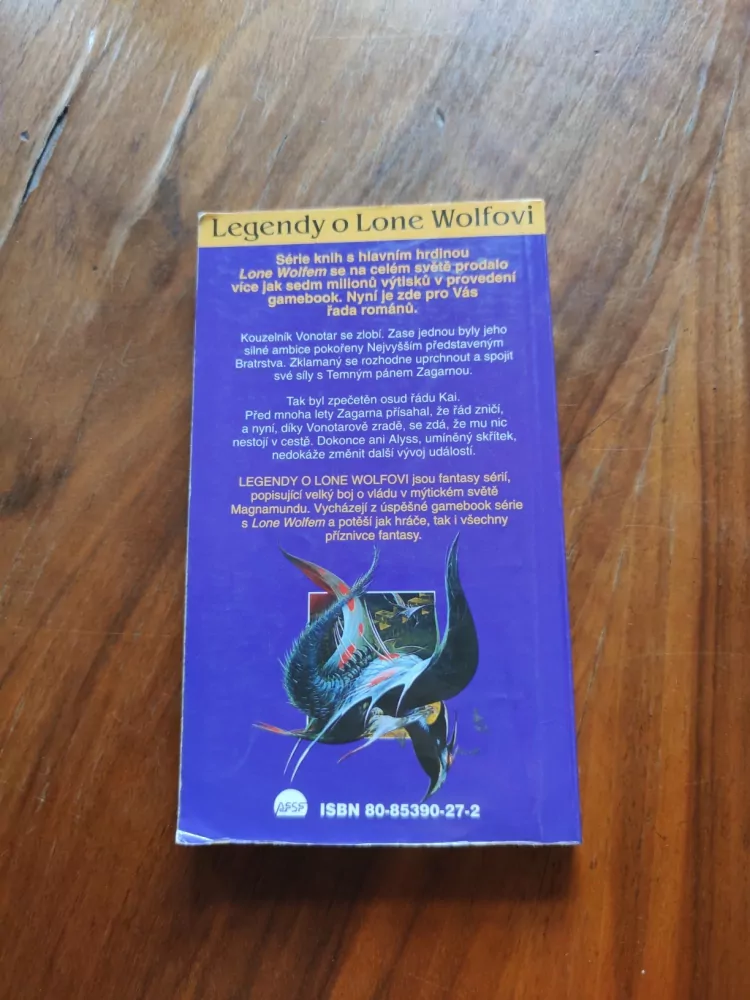 Legendy o Lone Wolfovi
Série knih s hlavním hrdinou
Lone Wolfem se na celém světě prodalo
více jak sedm milionů výtisků v provedení
gamebook. Nyní je zde pro Vás
řada románů.
Kouzelník Vonotar se zlobí. Zase jednou byly jeho
silné ambice pokořeny Nejvyšším představeným
Bratrstva. Zklamaný se rozhodne uprchnout a spojit
své síly s Temným pánem Zagarnou.
Tak byl zpečetěn osud řádu Kai.
Před mnoha lety Zagarna přísahal, že řád zničí,
a nyní, díky Vonotarově zradě, se zdá, že mu nic
nestojí v cestě. Dokonce ani Alyss, umíněný skřítek,
nedokáže změnit další vývoj událostí.
LEGENDY O LONE WOLFOVI jsou fantasy sérií,
popisující velký boj o vládu v mýtickém světě
Magnamundu. Vycházejí z úspěšné gamebook série
s Lone Wolfem a potěší jak hráče, tak i všechny
příznivce fantasy.
AFSF ISBN 80-85390-27-2